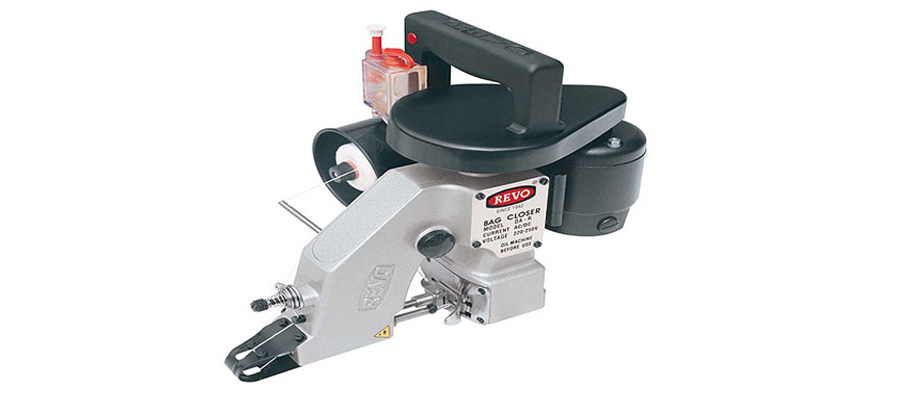 REVO
SINCE 1942
BAG CLOSER
MODEL DA-K
CURRENT AC/DC
VOLTAGE 220-250V
OIL MACHINE
BEFORE USE
REVO